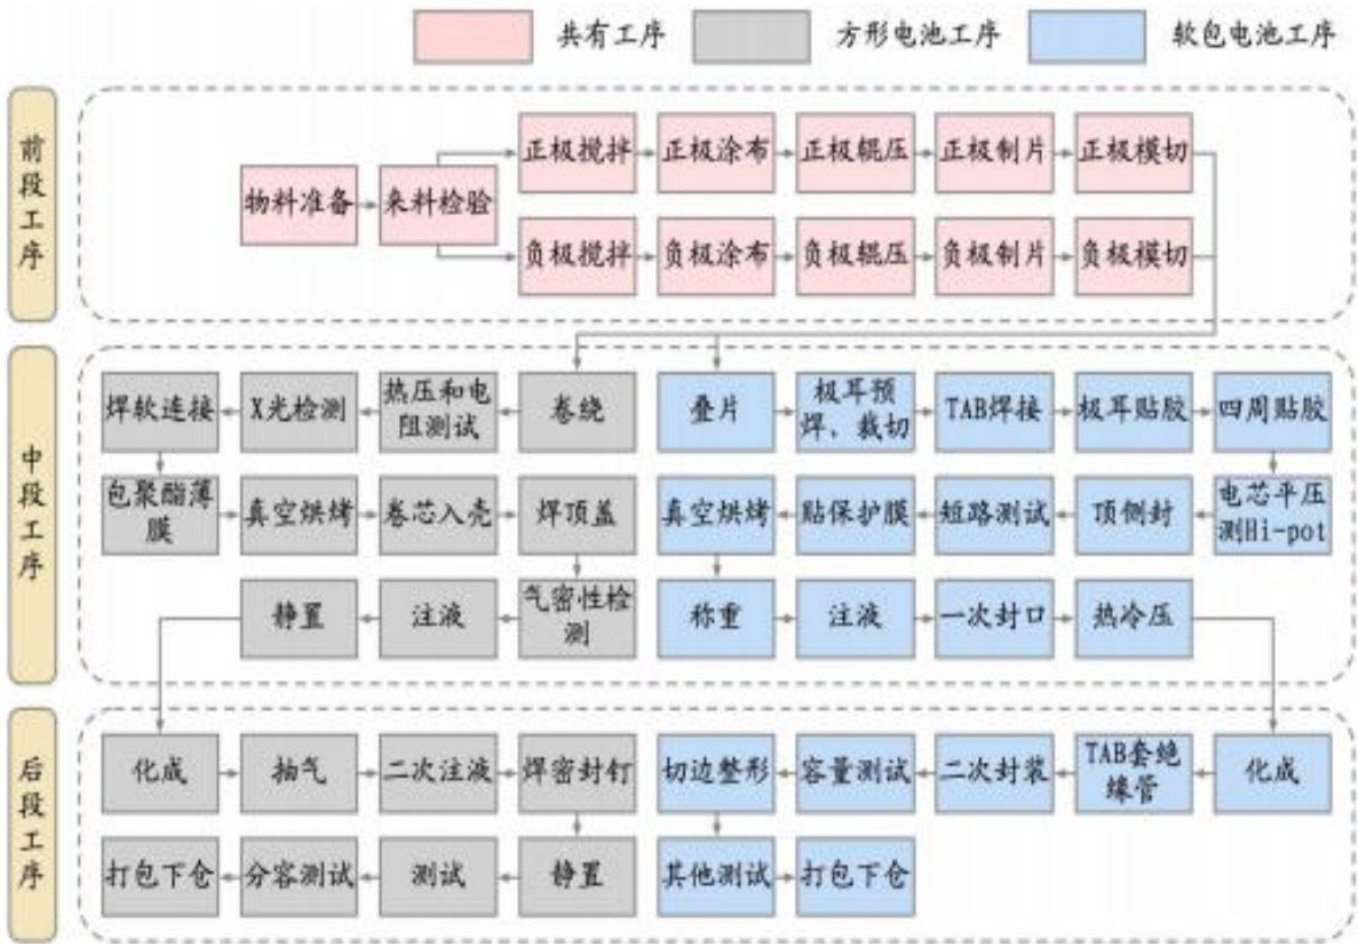 共有工序
方形电池工序
软包电池工序
前段工序
正极搅拌
正极涂布
正极辊压
正极制片
正极模切
物料准备
来料检验
负极搅拌
负极涂布
负极辊压
负极制片
负极模切
中段工序
焊软连接
X光检测
热压和电
阻测试
卷绕
叠片
极耳预
焊、裁切
TAB焊接
极耳贴胶
四周贴胶
包聚酯薄
膜
真空烘烤
卷芯入壳
焊顶盖
真空烘烤
贴保护膜
短路测试
顶侧封
电芯平压
测Hi-pot
静置
注液
气密性检
测
称重
注液
一次封口
热冷压
后段工序
化成
抽气
二次注液
焊密封钉
切边整形
容量测试
二次封装
TAB套绝
缘管
化成
打包下仓
分容测试
测试
静置
其他测试
打包下仓